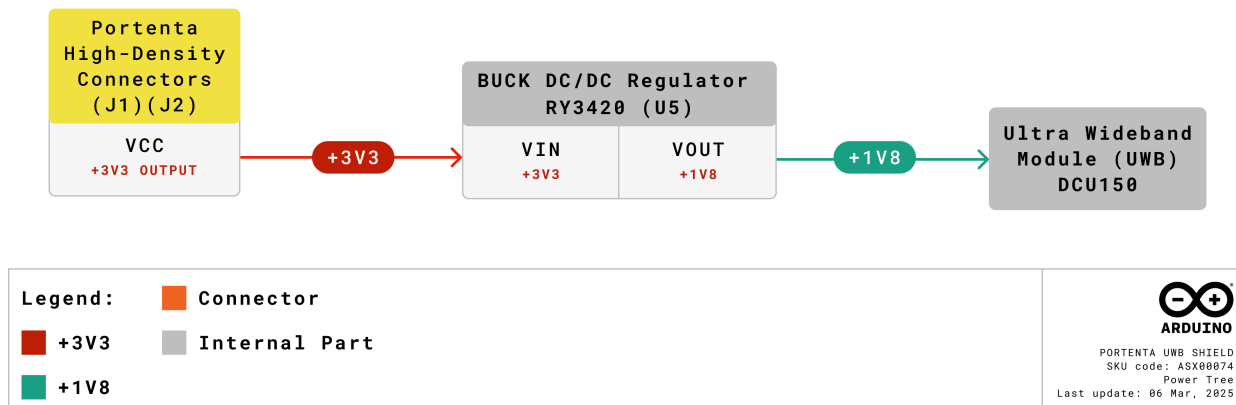 Portenta
High-Density
Connectors
(J1)(J2)
VCC
+3V3 OUTPUT
+3V3
BUCK DC/DC Regulator
RY3420 (U5)
VIN
+3V3
VOUT
+1V8
+1V8
Ultra Wideband
Module (UWB)
DCU150
Legend:
Connector
+3V3
Internal Part
+1V8
ARDUINO
PORTENTA UWB SHIELD
SKU code: ASX00074
Power Tree
Last update: 06 Mar, 2025